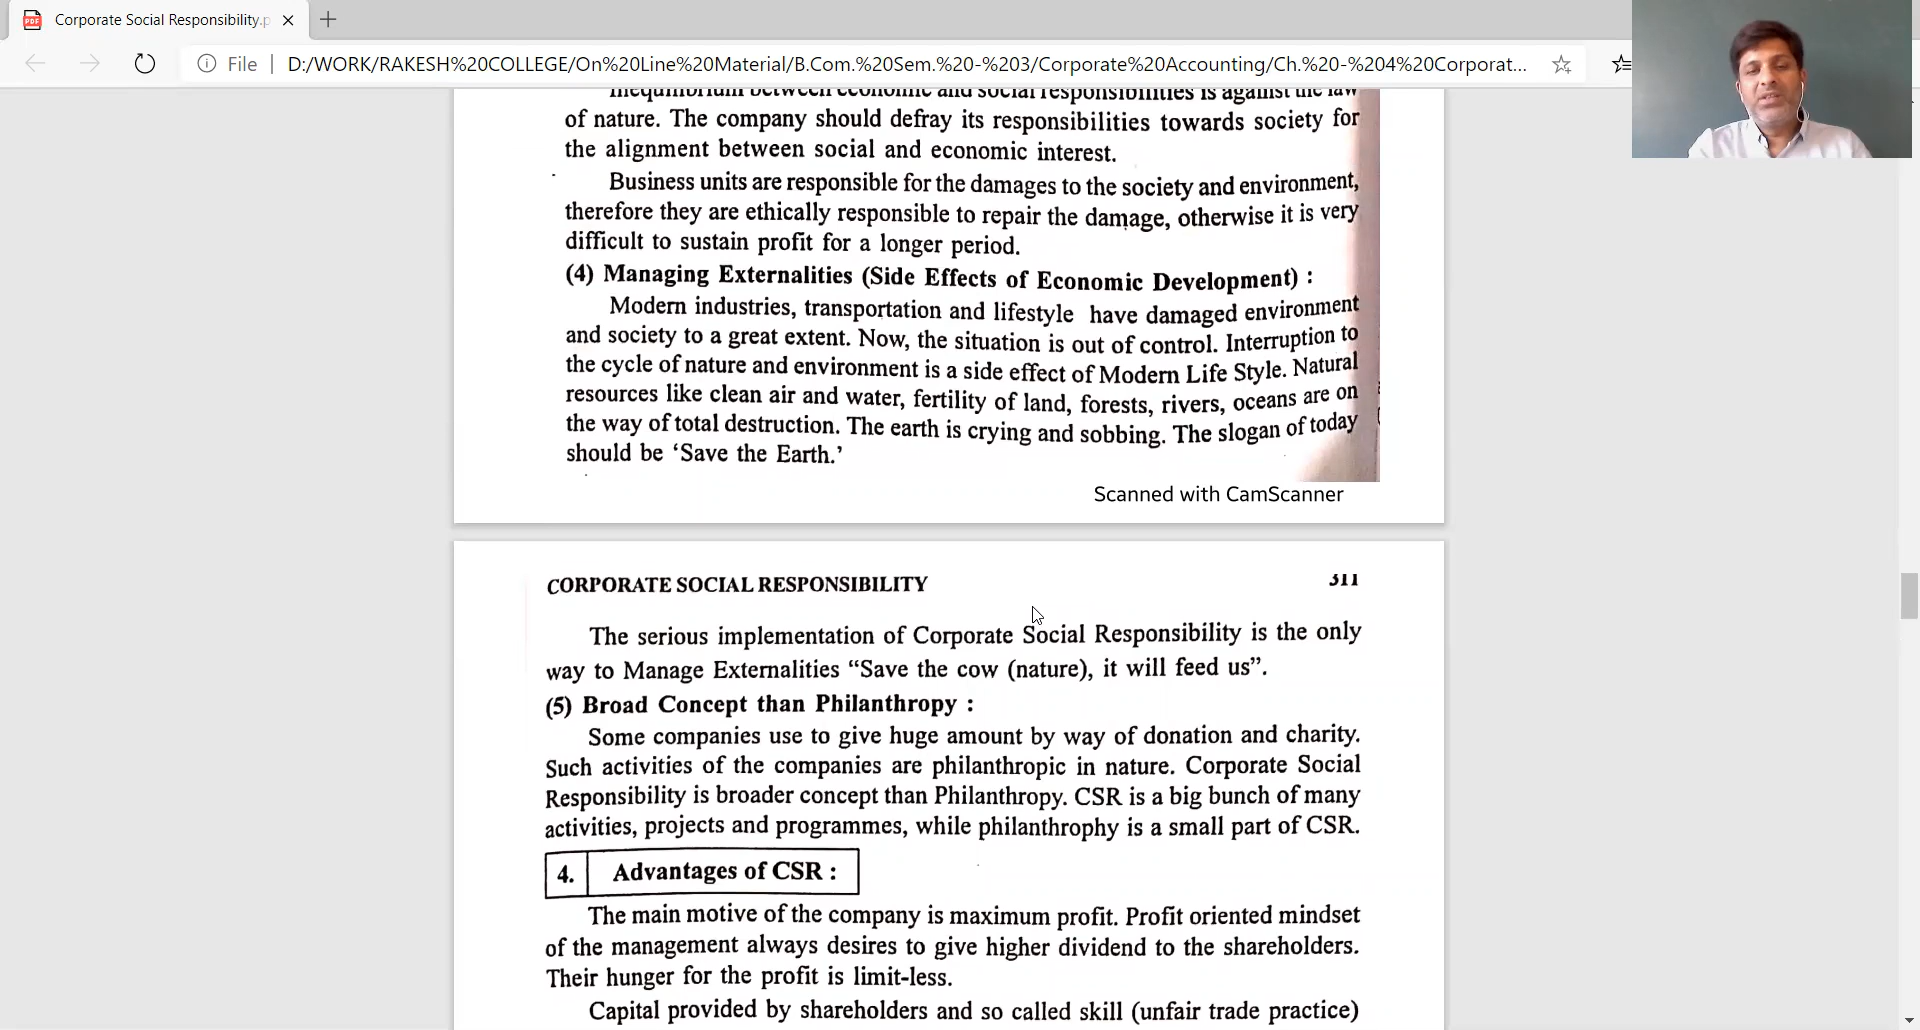 Corporate Social Responsibility.p
File
D:/WORK/RAKESH%20COLLEGE/On%20Line%20Material/B.Com.%20Sem.%20-%203/Corporate%20Accounting/Ch.%20-%204%20Corporat...
Inequilibrium between economic and social responsibilities is against the law
of nature. The company should defray its responsibilities towards society for
the alignment between social and economic interest.
Business units are responsible for the damages to the society and environment,
therefore they are ethically responsible to repair the damage, otherwise it is very
difficult to sustain profit for a longer period.
(4) Managing Externalities (Side Effects of Economic Development) :
Modern industries, transportation and lifestyle have damaged environment
and society to a great extent. Now, the situation is out of control. Interruption to
the cycle of nature and environment is a side effect of Modern Life Style. Natural
resources like clean air and water, fertility of land, forests, rivers, oceans are on
the way of total destruction. The earth is crying and sobbing. The slogan of today
should be ‘Save the Earth.’
Scanned with CamScanner
CORPORATE SOCIAL RESPONSIBILITY 311
The serious implementation of Corporate Social Responsibility is the only
way to Manage Externalities “Save the cow (nature), it will feed us”.
(5) Broad Concept than Philanthropy :
Some companies use to give huge amount by way of donation and charity.
Such activities of the companies are philanthropic in nature. Corporate Social
Responsibility is broader concept than Philanthropy. CSR is a big bunch of many
activities, projects and programmes, while philanthrophy is a small part of CSR.
4. Advantages of CSR :
The main motive of the company is maximum profit. Profit oriented mindset
of the management always desires to give higher dividend to the shareholders.
Their hunger for the profit is limit-less.
Capital provided by shareholders and so called skill (unfair trade practice)